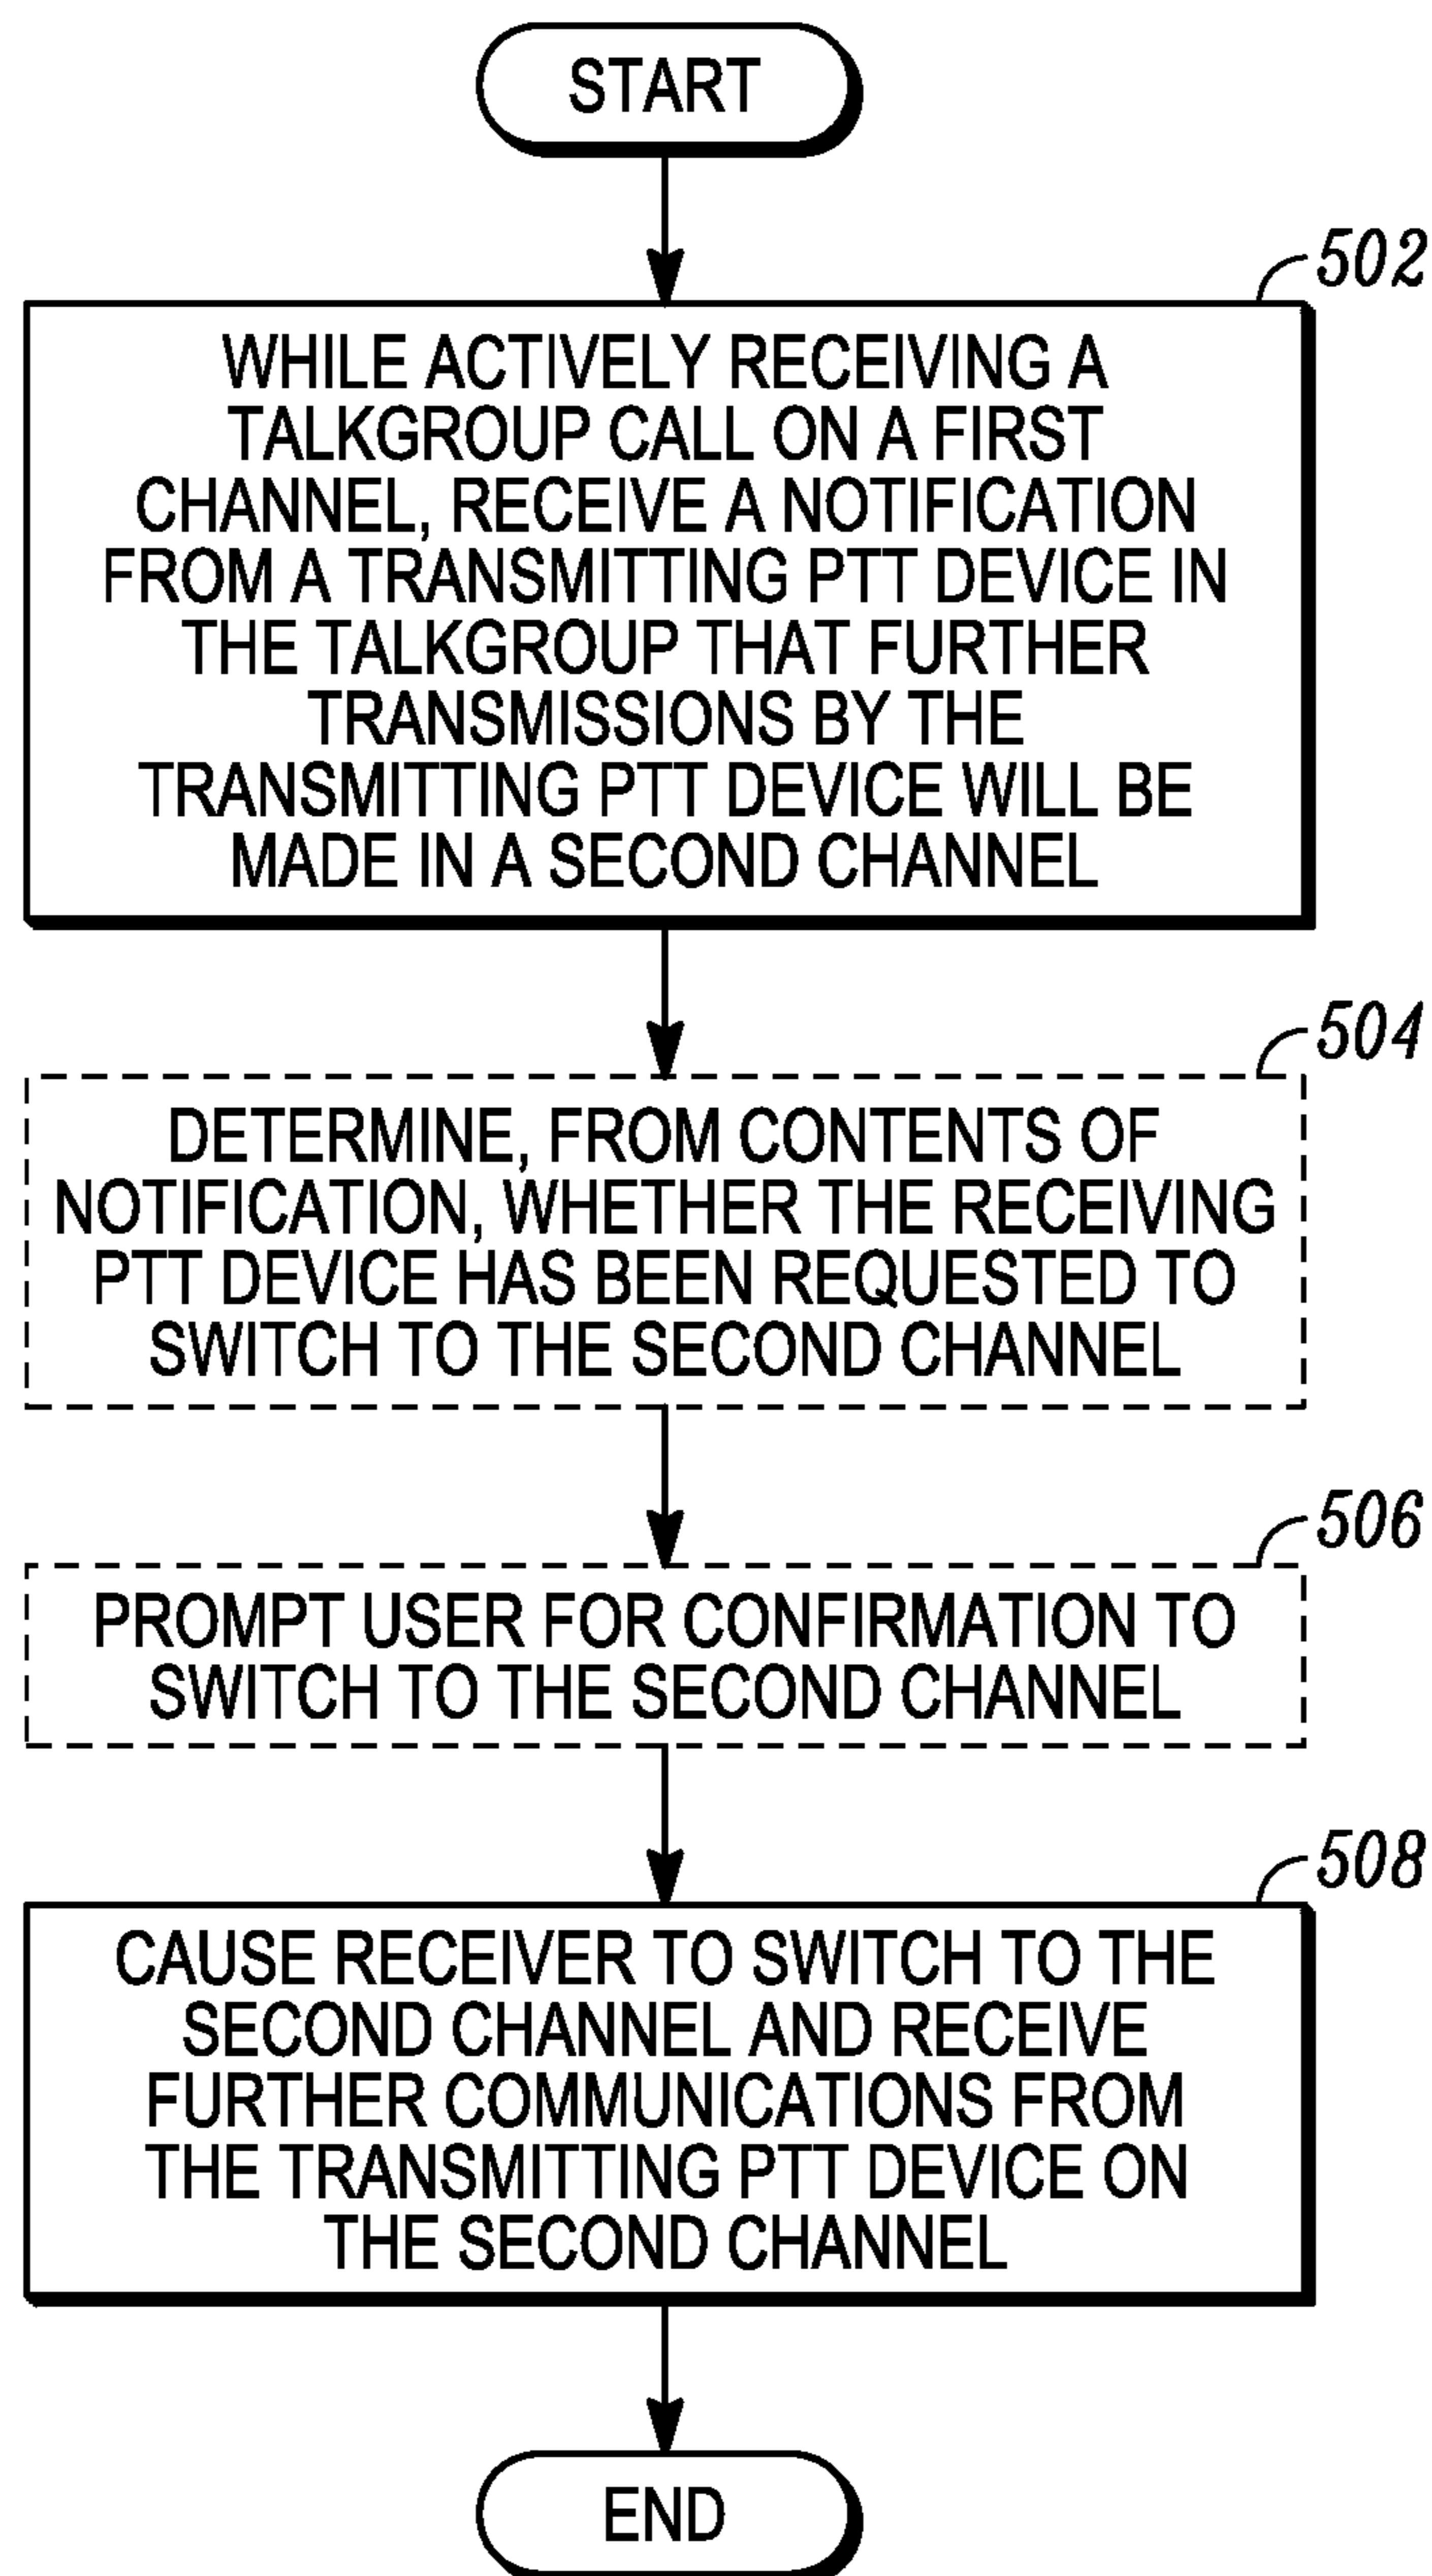 START
502
WHILE ACTIVELY RECEIVING A
TALKGROUP CALL ON A FIRST
CHANNEL, RECEIVE A NOTIFICATION
FROM A TRANSMITTING PTT DEVICE IN
THE TALKGROUP THAT FURTHER
TRANSMISSIONS BY THE
TRANSMITTING PTT DEVICE WILL BE
MADE IN A SECOND CHANNEL
504
DETERMINE, FROM CONTENTS OF
NOTIFICATION, WHETHER THE RECEIVING
PTT DEVICE HAS BEEN REQUESTED TO
SWITCH TO THE SECOND CHANNEL
506
PROMPT USER FOR CONFIRMATION TO
SWITCH TO THE SECOND CHANNEL
508
CAUSE RECEIVER TO SWITCH TO THE
SECOND CHANNEL AND RECEIVE
FURTHER COMMUNICATIONS FROM
THE TRANSMITTING PTT DEVICE ON
THE SECOND CHANNEL
END